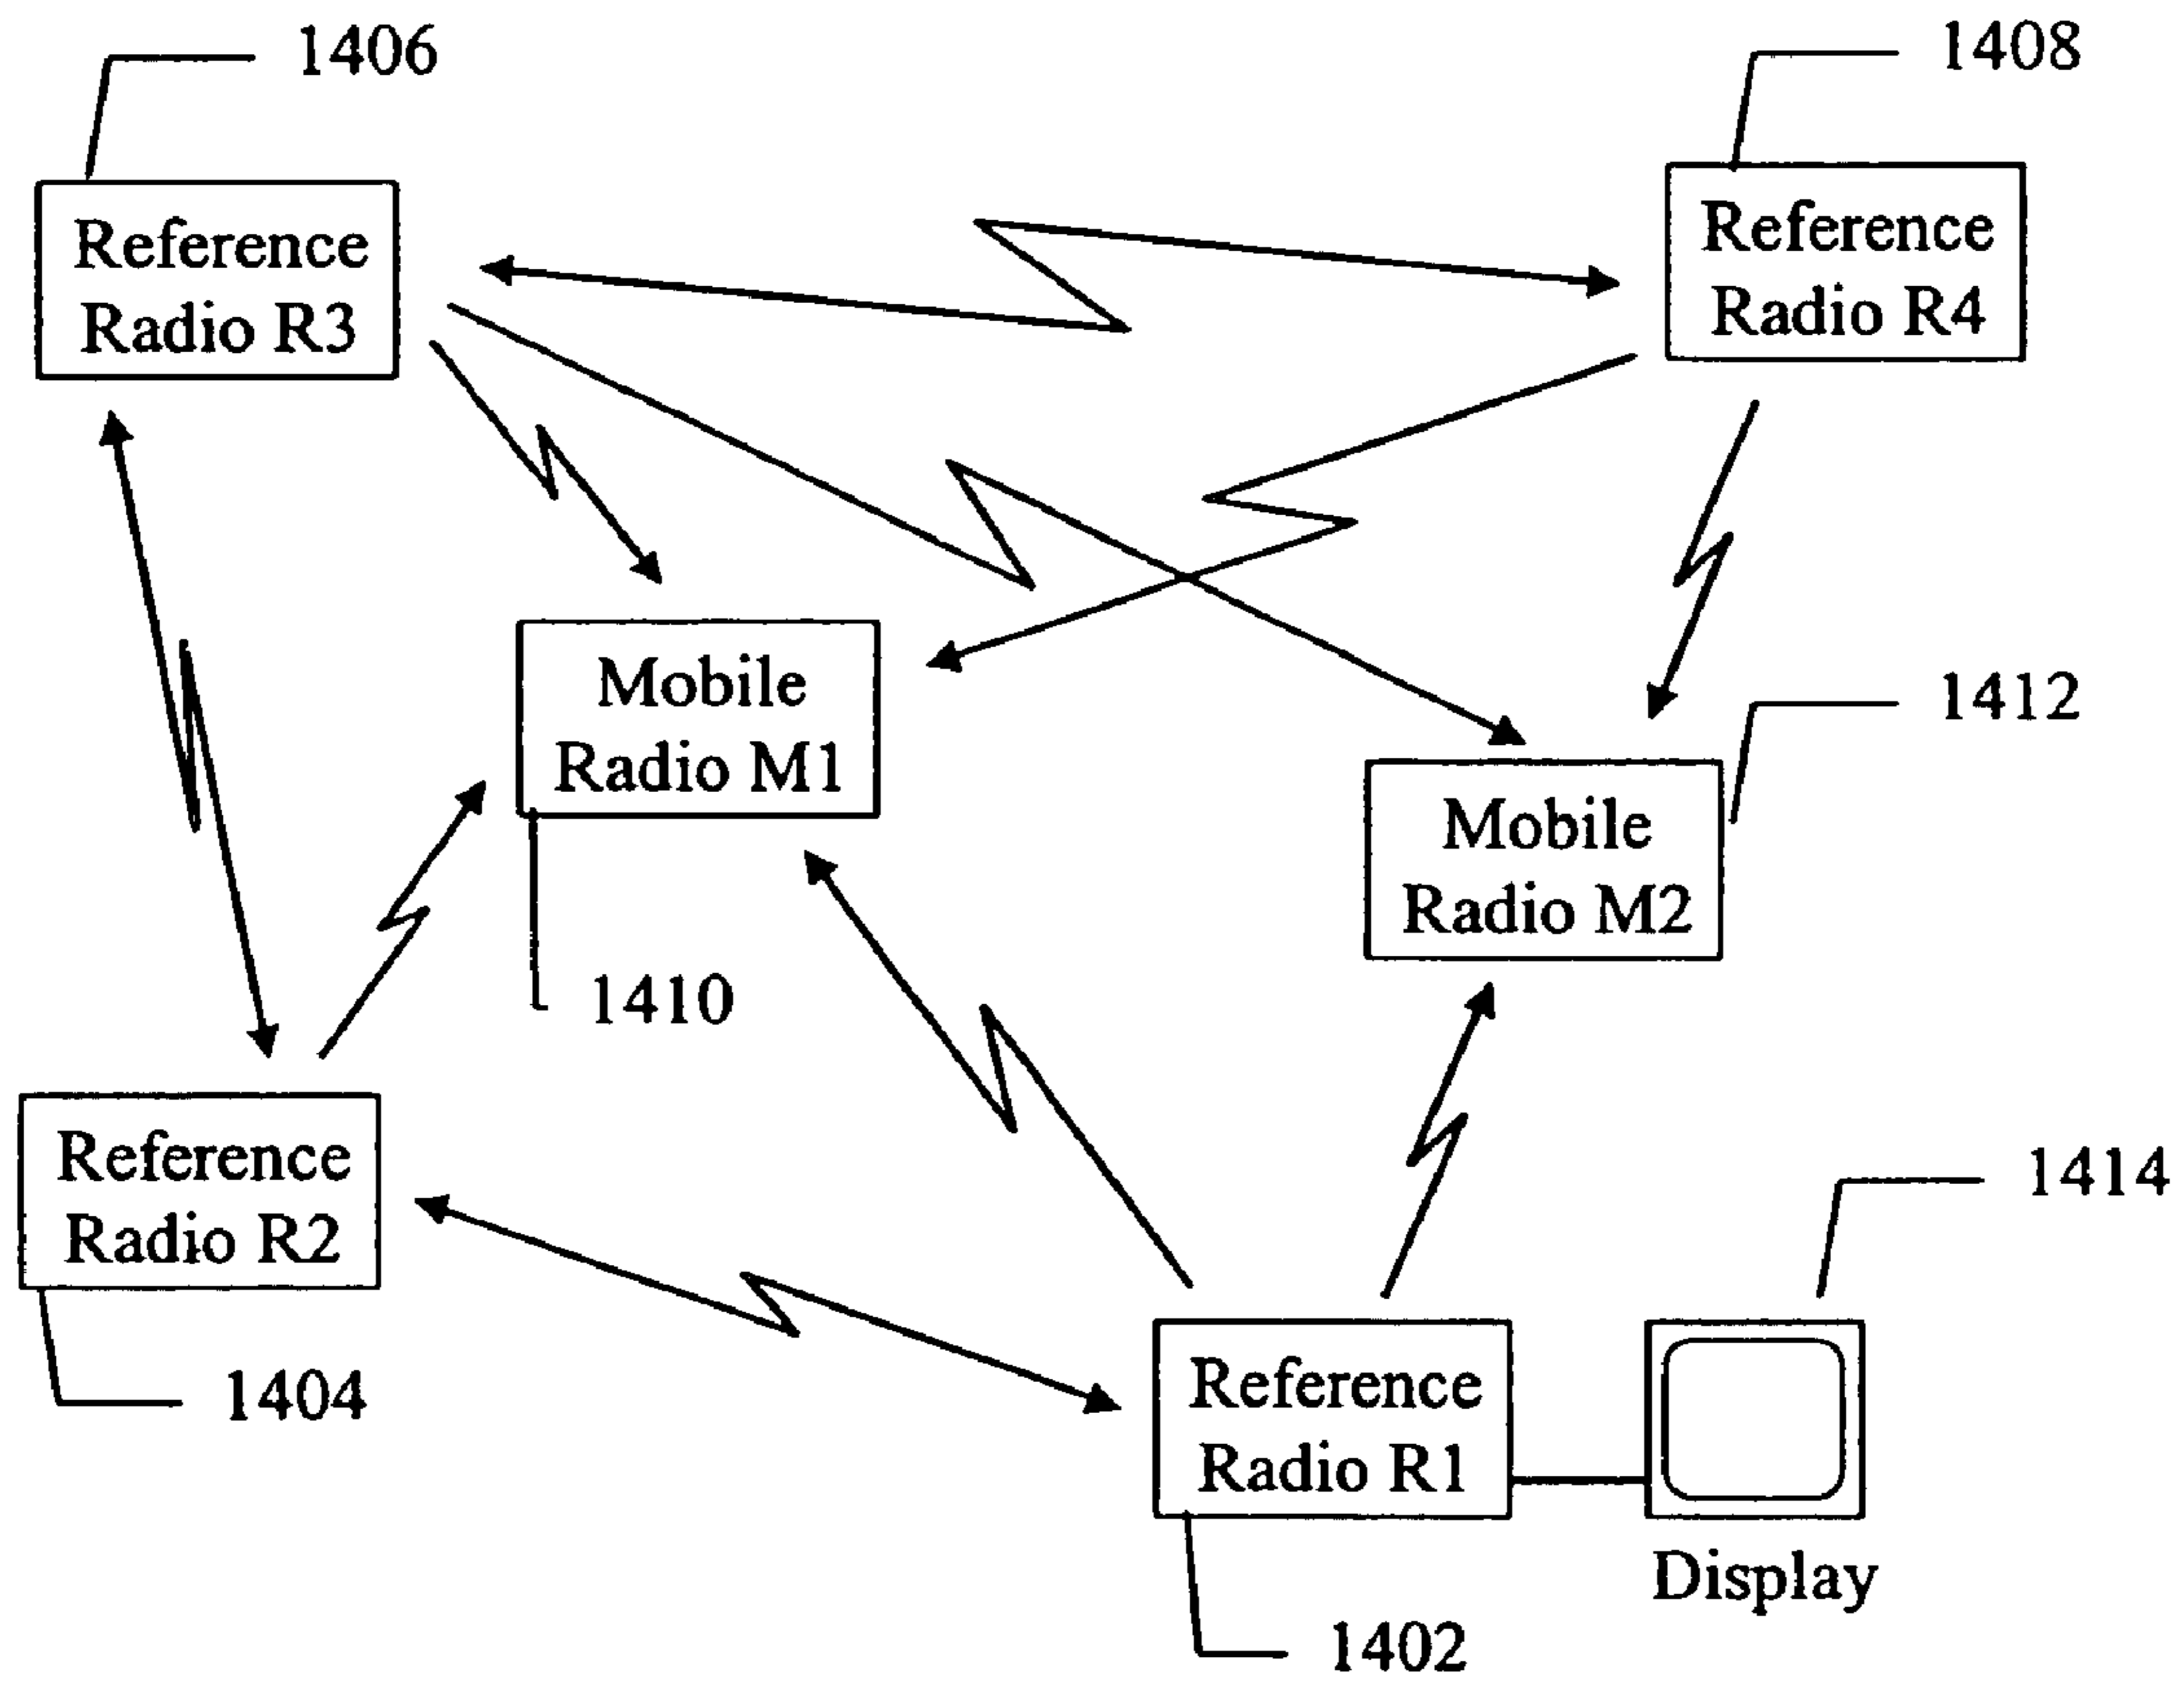 1406
1408
Reference
Radio R3
Reference
Radio R4
Mobile
Radio M1
1412
Mobile
Radio M2
1410
Reference
Radio R2
1414
1404
Reference
Radio R1
Display
1402